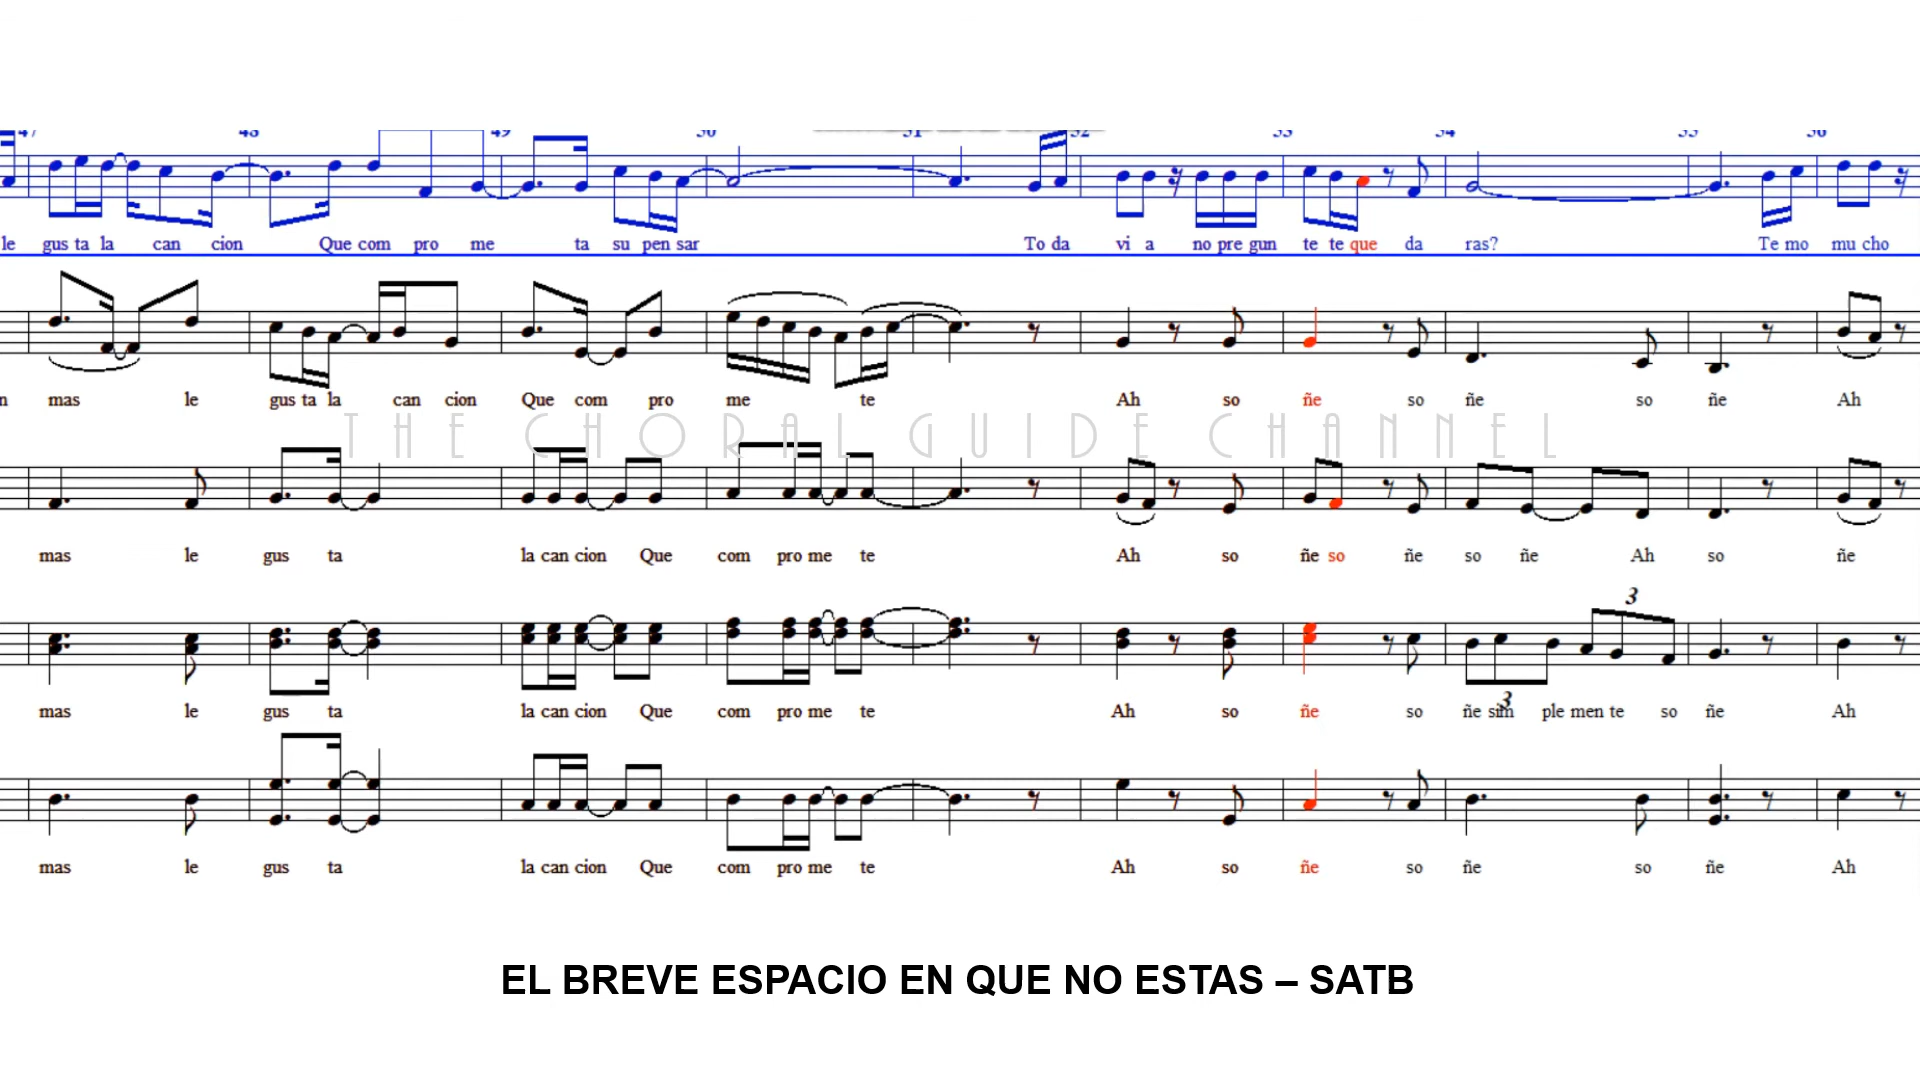 47 48 49 50 51 52 53 54 55 56
le gus ta la can cion Que com pro me ta su pen sar To da vi a no pre gun te te que da ras? Te mo mu cho
n mas le gus ta la can cion Que com pro me te Ah so ñe so ñe so ñe Ah
THE CHORAL GUIDE CHANNEL
mas le gus ta la can cion Que com pro me te Ah so ñe so ñe so ñe Ah so ñe
3
mas le gus ta la can cion Que com pro me te Ah so ñe so ñe sim ple men te so ñe Ah
3
mas le gus ta la can cion Que com pro me te Ah so ñe so ñe so ñe Ah
EL BREVE ESPACIO EN QUE NO ESTAS – SATB